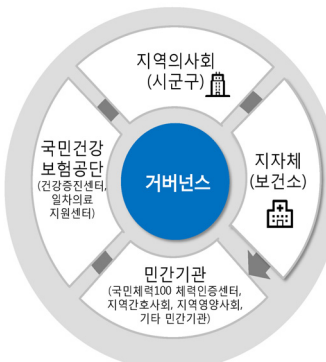 지역의사회
(시군구)
국민건강
보험공단
(건강증진센터,
일차의료
지원센터)
거버넌스
지자체
(보건소)
민간기관
(국민체력100 체력인증센터,
지역간호사회, 지역영양사회,
기타 민간기관)